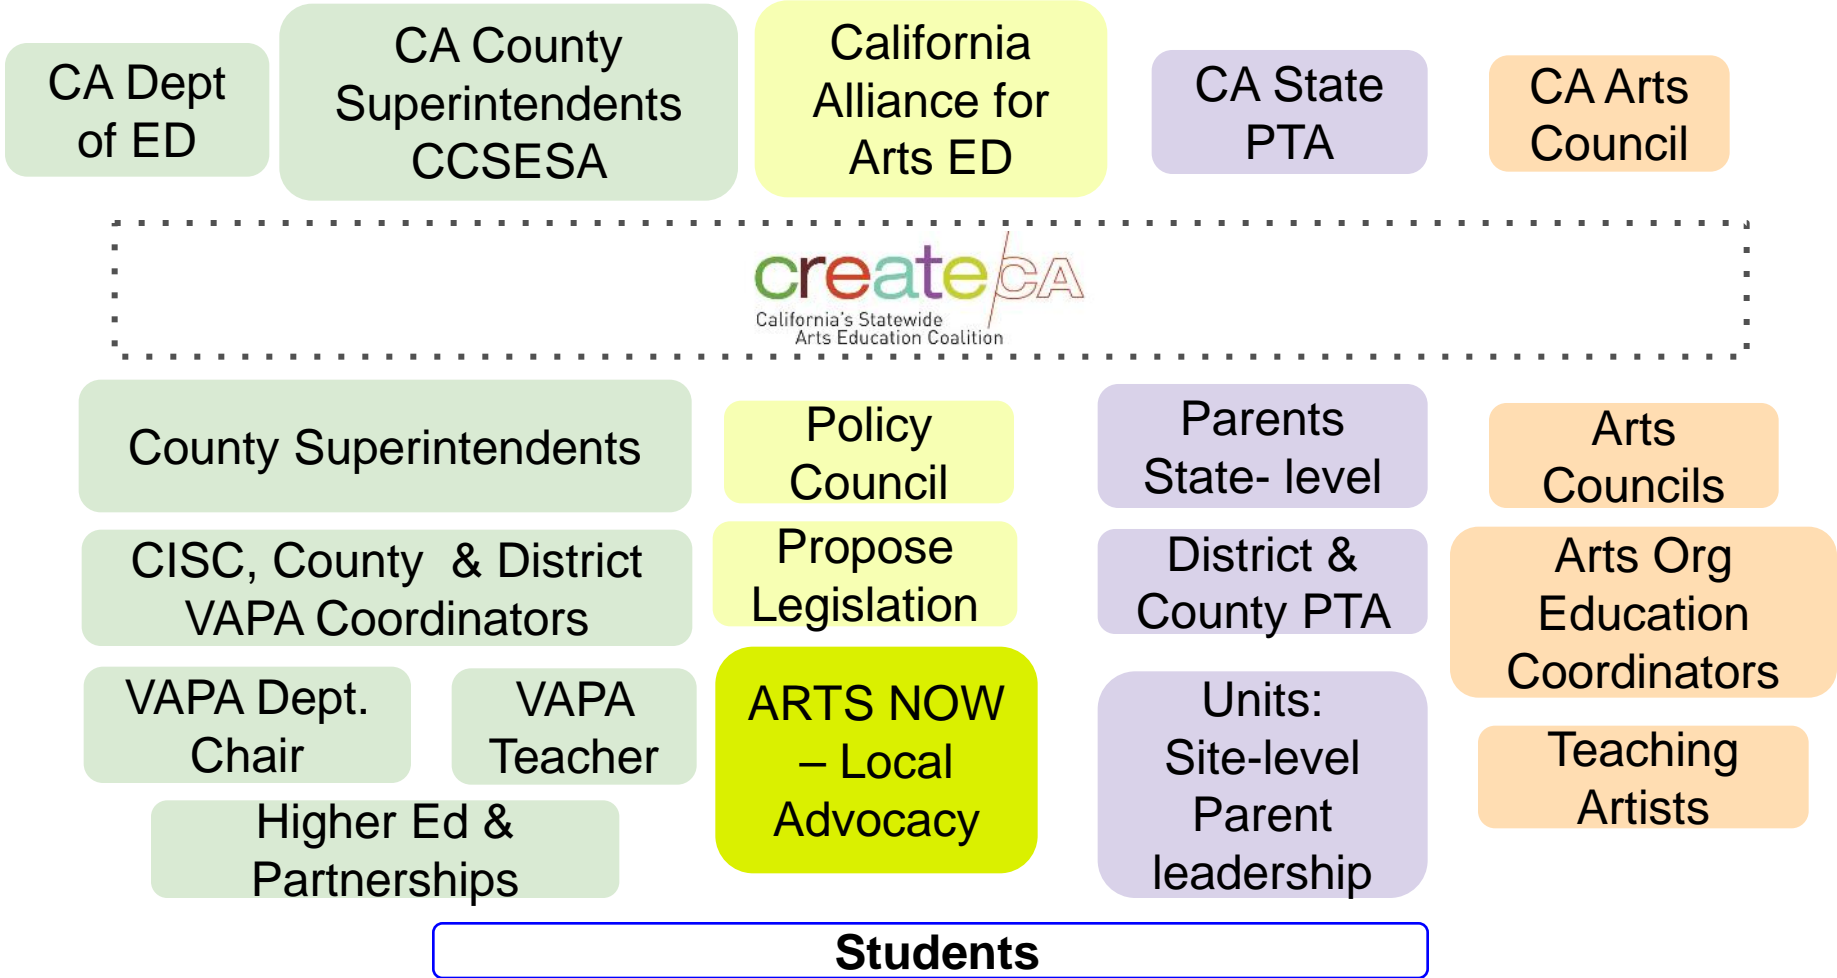 CA Dept
of ED
CA County
Superintendents
CCSESA
California
Alliance for
Arts ED
CA State
PTA
CA Arts
Council
createCA
California's Statewide
Arts Education Coalition
County Superintendents
Policy
Council
Parents
State- level
Arts
Councils
CISC, County & District
VAPA Coordinators
Propose
Legislation
District &
County PTA
Arts Org
Education
Coordinators
VAPA Dept.
Chair
VAPA
Teacher
ARTS NOW
– Local
Advocacy
Units:
Site-level
Parent
leadership
Teaching
Artists
Higher Ed &
Partnerships
Students